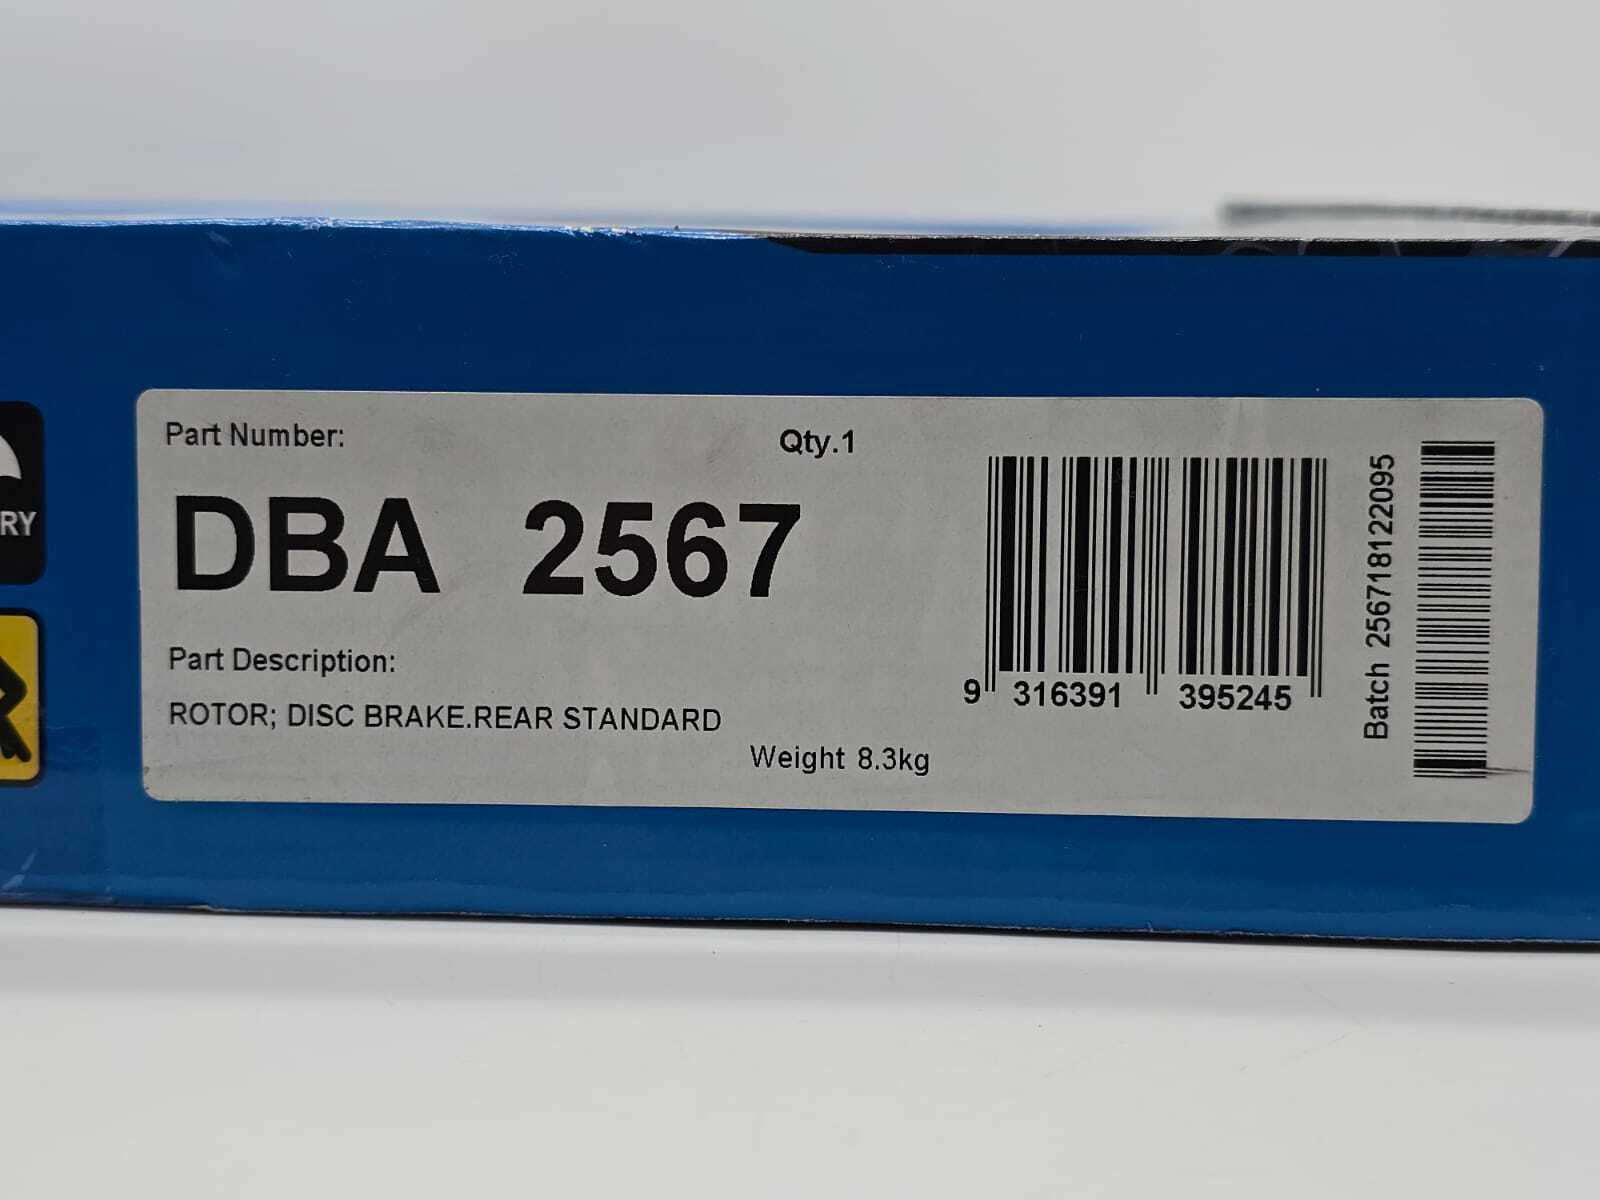 Part Number:
Qty.1
DBA 2567
Part Description:
ROTOR; DISC BRAKE.REAR STANDARD
Weight 8.3kg
9 316391 395245
Batch 256718122095
RY